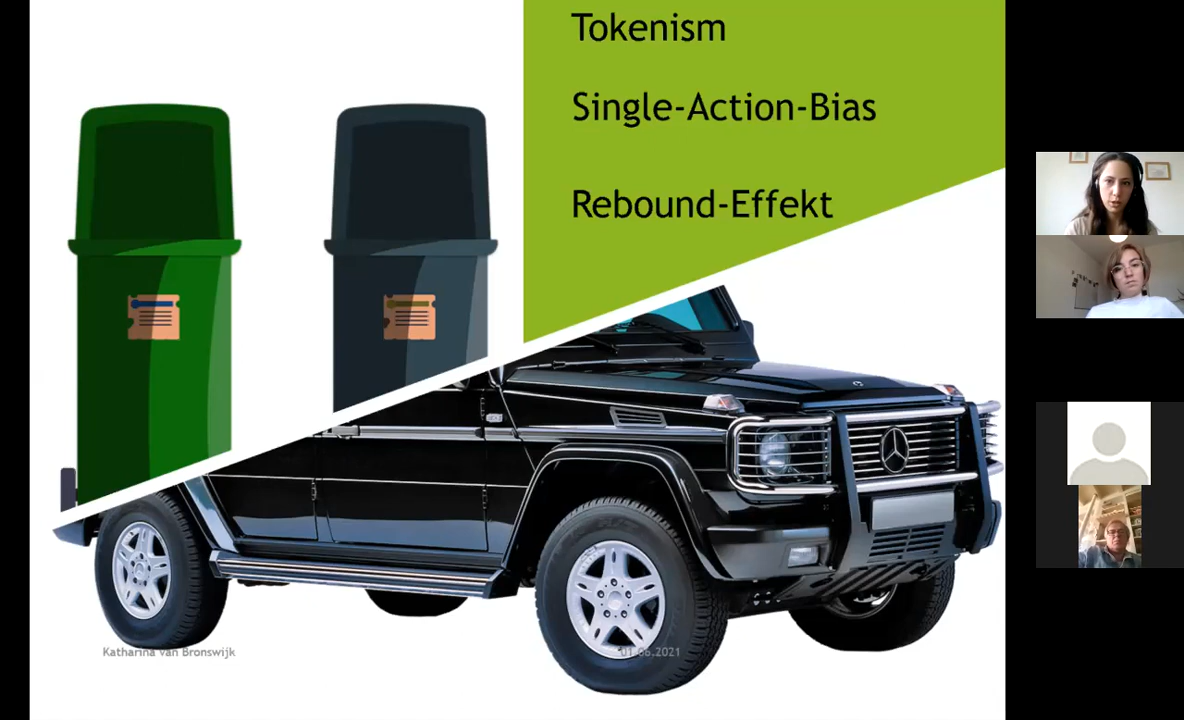 Tokenism
Single-Action-Bias
Rebound-Effekt
Katharina van Bronswijk
01.06.2021